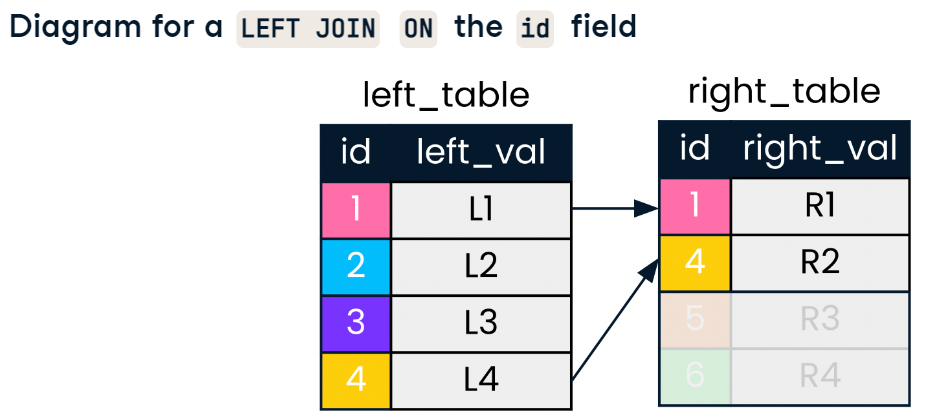 Diagram for a LEFT JOIN ON the id field
left_table right_table
id left_val id right_val
1 L1 1 R1
2 L2 4 R2
3 L3 5 R3
4 L4 6 R4